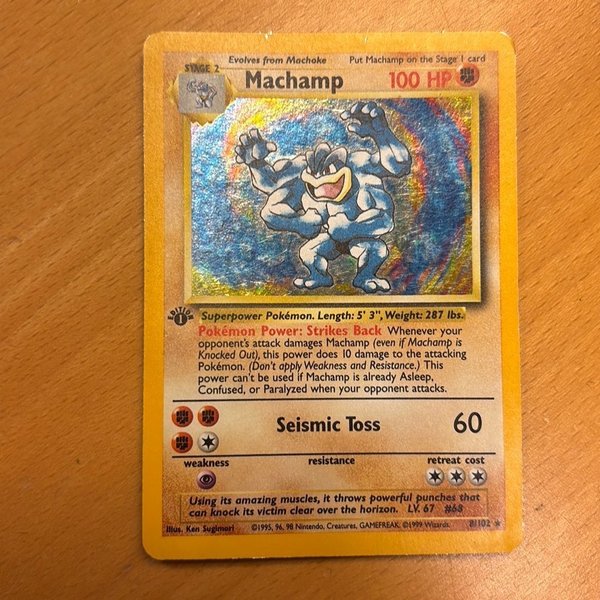 Evolves from Machoke
Put Machamp on the Stage 1 card
STAGE 2
Machamp
100 HP
EDITION
1
Superpower Pokémon. Length: 5' 3", Weight: 287 lbs.
Pokémon Power: Strikes Back Whenever your
opponent's attack damages Machamp (even if Machamp is
Knocked Out), this power does 10 damage to the attacking
Pokémon. (Don't apply Weakness and Resistance.) This
power can't be used if Machamp is already Asleep,
Confused, or Paralyzed when your opponent attacks.
Seismic Toss
60
weakness
resistance
retreat cost
Using its amazing muscles, it throws powerful punches that
can knock its victim clear over the horizon. LV. 67 #68
Illus. Ken Sugimori
©1995, 96, 98 Nintendo, Creatures, GAMEFREAK. ©1999 Wizards.
8/102 ★